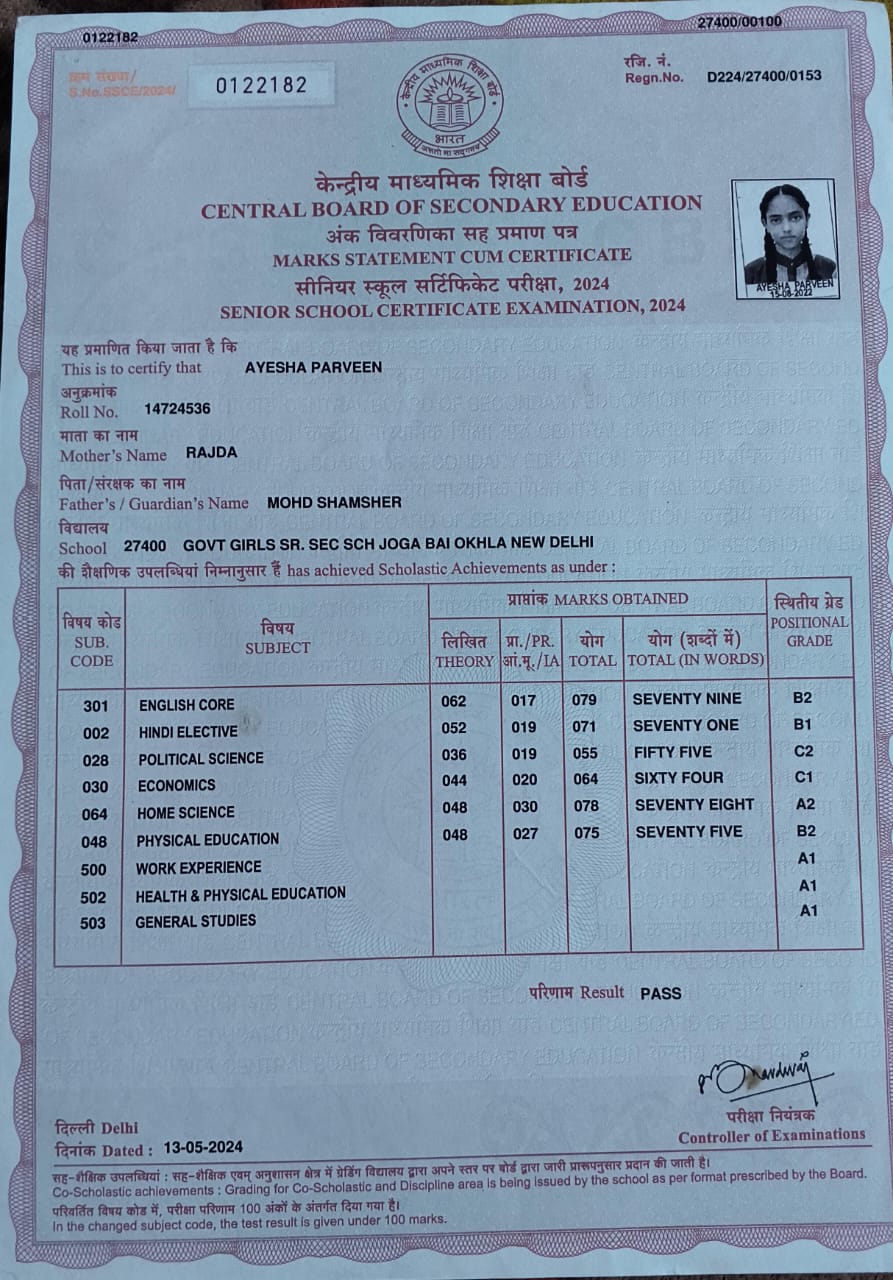 0122182
27400/00100
क्रम संख्या/
S.No.SSCE/2024/
0122182
रजि. नं.
Regn.No. D224/27400/0153
केन्द्रीय माध्यमिक शिक्षा बोर्ड
भारत
असतो मा सद्गमय
केन्द्रीय माध्यमिक शिक्षा बोर्ड
CENTRAL BOARD OF SECONDARY EDUCATION
अंक विवरणिका सह प्रमाण पत्र
MARKS STATEMENT CUM CERTIFICATE
सीनियर स्कूल सर्टिफिकेट परीक्षा, 2024
SENIOR SCHOOL CERTIFICATE EXAMINATION, 2024
AYESHA PARVEEN
15-06-2022
यह प्रमाणित किया जाता है कि
This is to certify that AYESHA PARVEEN
अनुक्रमांक
Roll No. 14724536
माता का नाम
Mother's Name RAJDA
पिता/संरक्षक का नाम
Father's / Guardian's Name MOHD SHAMSHER
विद्यालय
School 27400 GOVT GIRLS SR. SEC SCH JOGA BAI OKHLA NEW DELHI
की शैक्षणिक उपलब्धियां निम्नानुसार हैं has achieved Scholastic Achievements as under :
विषय कोड
SUB. CODE
विषय
SUBJECT
प्राप्तांक MARKS OBTAINED
लिखित
THEORY
प्रा./PR.
आं.मू./IA
योग
TOTAL
योग (शब्दों में)
TOTAL (IN WORDS)
स्थितीय ग्रेड
POSITIONAL GRADE
301 ENGLISH CORE 062 017 079 SEVENTY NINE B2
002 HINDI ELECTIVE 052 019 071 SEVENTY ONE B1
028 POLITICAL SCIENCE 036 019 055 FIFTY FIVE C2
030 ECONOMICS 044 020 064 SIXTY FOUR C1
064 HOME SCIENCE 048 030 078 SEVENTY EIGHT A2
048 PHYSICAL EDUCATION 048 027 075 SEVENTY FIVE B2
500 WORK EXPERIENCE A1
502 HEALTH & PHYSICAL EDUCATION A1
503 GENERAL STUDIES A1
परिणाम Result PASS
परीक्षा नियंत्रक
Controller of Examinations
दिल्ली Delhi
दिनांक Dated : 13-05-2024
सह-शैक्षिक उपलब्धियां : सह-शैक्षिक एवम् अनुशासन क्षेत्र में ग्रेडिंग विद्यालय द्वारा अपने स्तर पर बोर्ड द्वारा जारी प्रारूपनुसार प्रदान की जाती है।
Co-Scholastic achievements : Grading for Co-Scholastic and Discipline area is being issued by the school as per format prescribed by the Board.
परिवर्तित विषय कोड में, परीक्षा परिणाम 100 अंकों के अंतर्गत दिया गया है।
In the changed subject code, the test result is given under 100 marks.